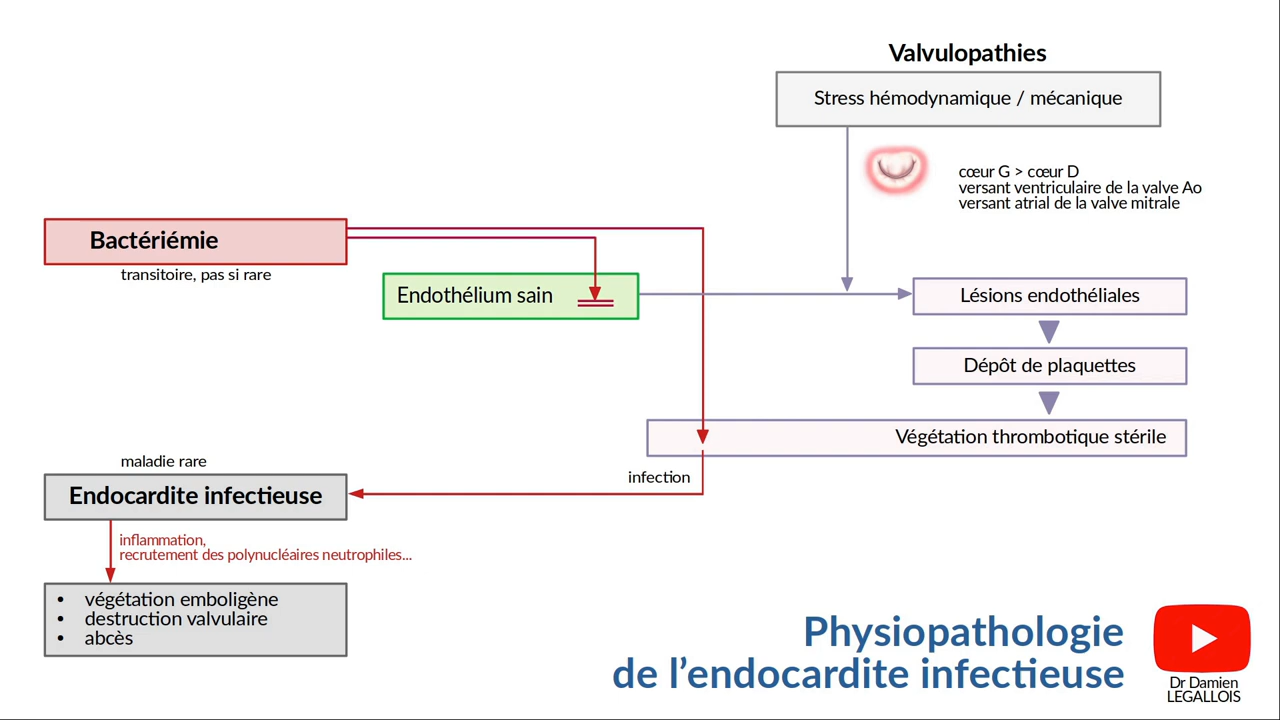 Valvulopathies
Stress hémodynamique / mécanique
cœur G > cœur D
versant ventriculaire de la valve Ao
versant atrial de la valve mitrale
Bactériémie
transitoire, pas si rare
Endothélium sain
Lésions endothéliales
Dépôt de plaquettes
Végétation thrombotique stérile
infection
maladie rare
Endocardite infectieuse
inflammation,
recrutement des polynucléaires neutrophiles...
• végétation emboligène
• destruction valvulaire
• abcès
Physiopathologie
de l’endocardite infectieuse
Dr Damien
LEGALLOIS